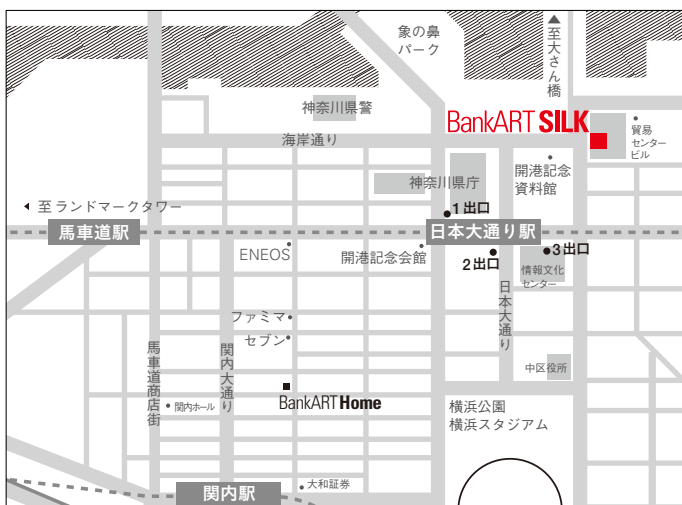 象の鼻
パーク
▲至大さん橋
神奈川県警
BankART SILK
貿易
センター
ビル
海岸通り
開港記念
資料館
神奈川県庁
◀ 至ランドマークタワー
1出口
馬車道駅
日本大通り駅
ENEOS
開港記念会館
2出口
3出口
情報文化
センター
日本大通り
ファミマ
セブン
馬車道商店街
関内大通り
中区役所
関内ホール
BankART Home
横浜公園
横浜スタジアム
大和証券
関内駅